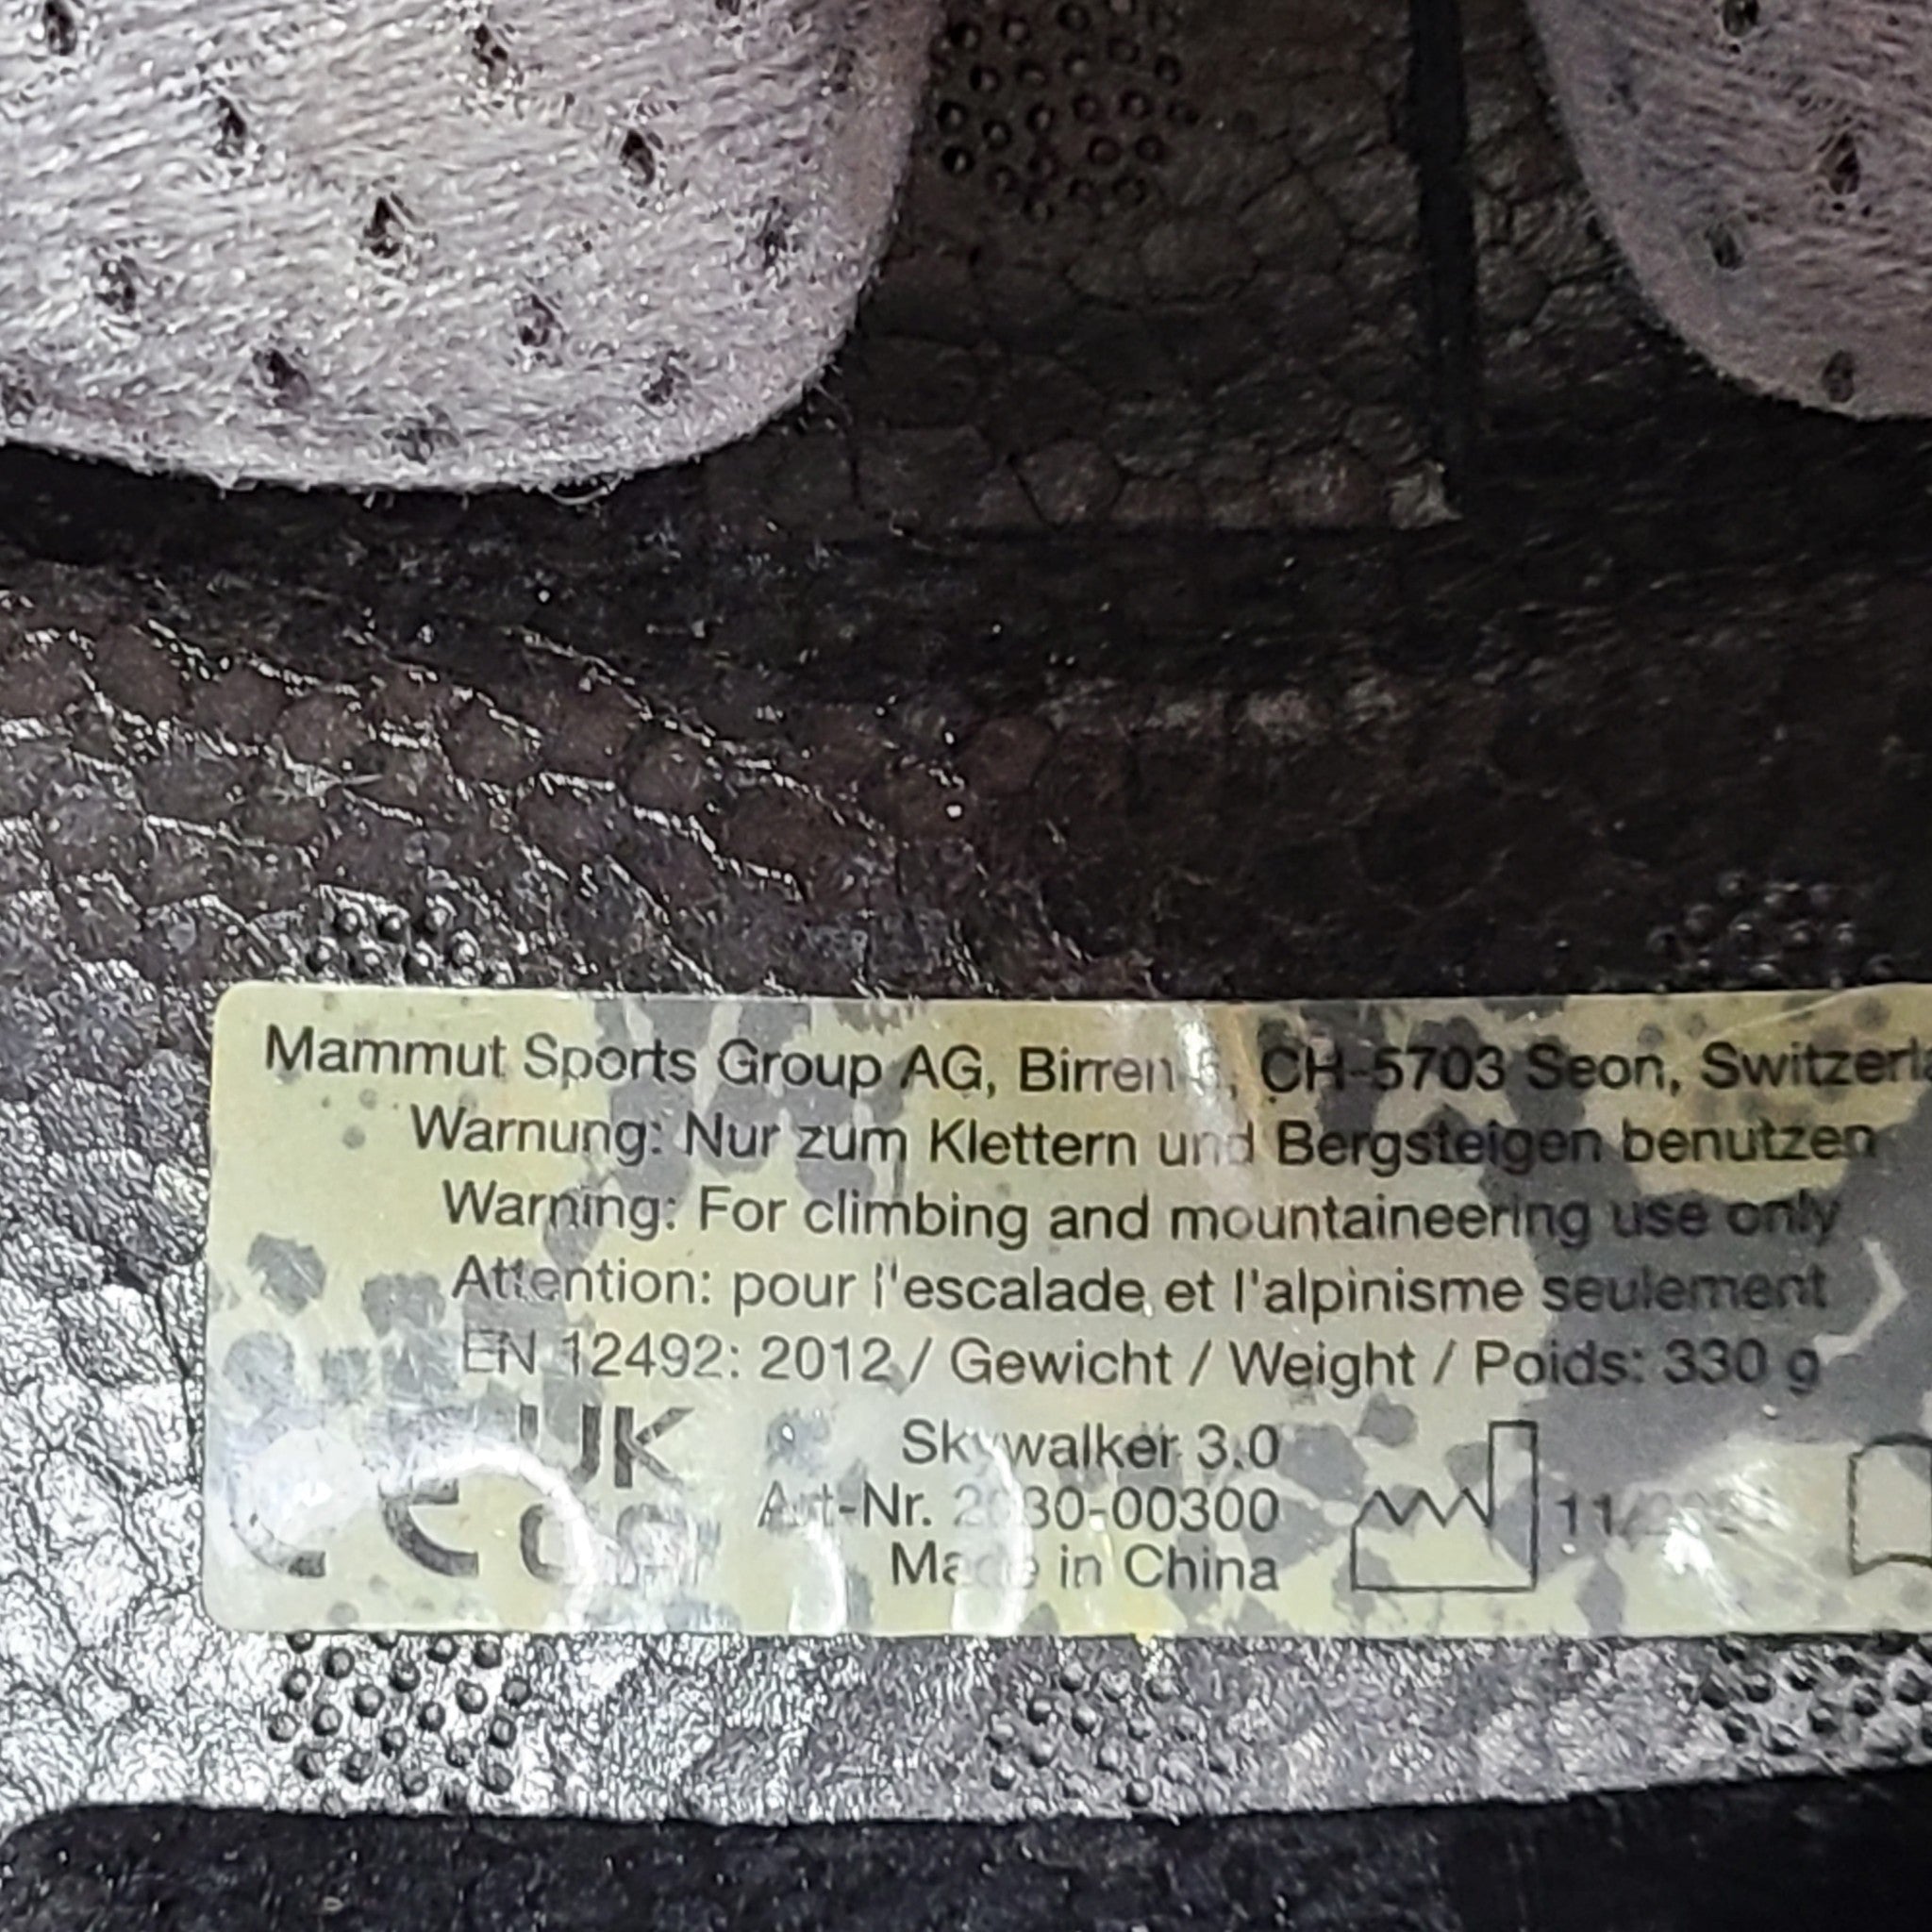 Mammut Sports Group AG, Birren 5, CH-5703 Seon, Switzerla
Warnung: Nur zum Klettern und Bergsteigen benutzen
Warning: For climbing and mountaineering use only
Attention: pour l'escalade et l'alpinisme seulement
EN 12492: 2012 / Gewicht / Weight / Poids: 330 g
CE UK CA Skywalker 3.0
Art-Nr. 2030-00300
Made in China